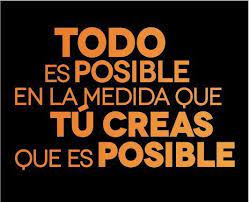 TODO
ES POSIBLE
EN LA MEDIDA QUE
TÚ CREAS
QUE ES POSIBLE